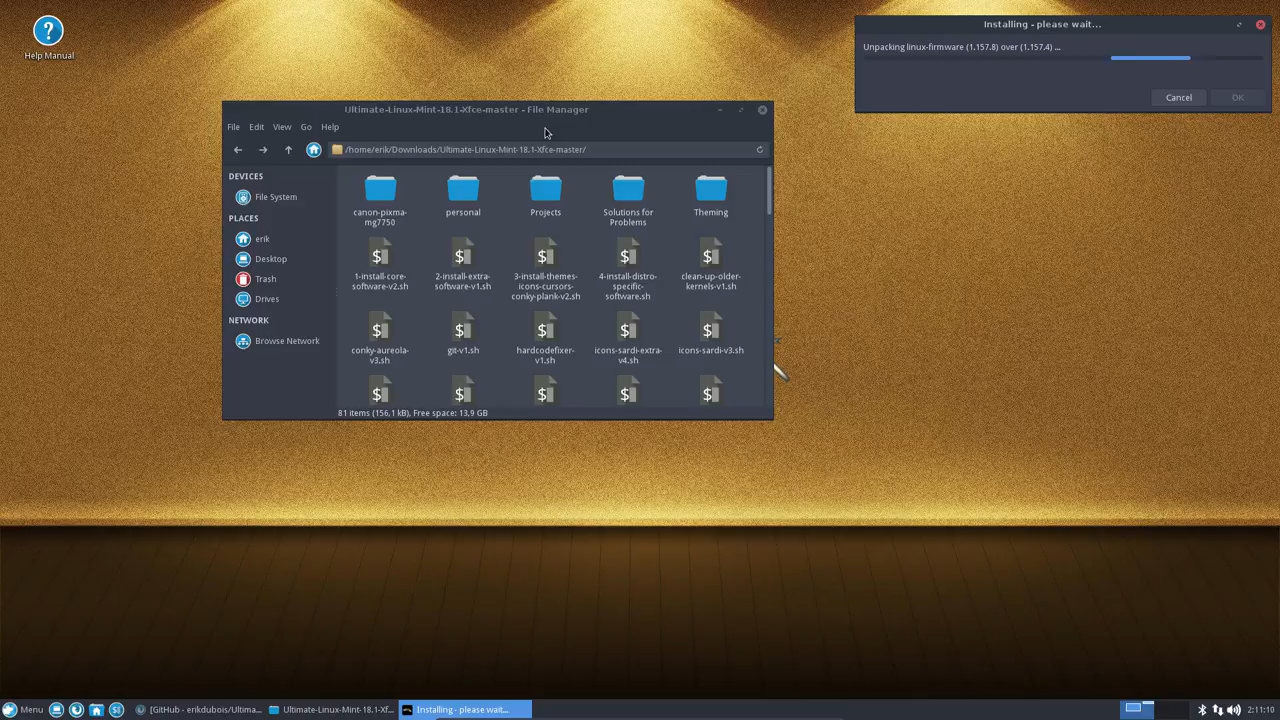 Help Manual
Installing - please wait...
Unpacking linux-firmware (1.157.8) over (1.157.4) ...
Cancel
OK
Ultimate-Linux-Mint-18.1-Xfce-master - File Manager
File Edit View Go Help
/home/erik/Downloads/Ultimate-Linux-Mint-18.1-Xfce-master/
DEVICES
File System
PLACES
erik
Desktop
Trash
Drives
NETWORK
Browse Network
canon-pixma-
mg7750
personal
Projects
Solutions for
Problems
Theming
1-install-core-
software-v2.sh
2-install-extra-
software-v1.sh
3-install-themes-
icons-cursors-
conky-plank-v2.sh
4-install-distro-
specific-
software.sh
clean-up-older-
kernels-v1.sh
conky-aureola-
v3.sh
git-v1.sh
hardcodefixer-
v1.sh
icons-sardi-extra-
v4.sh
icons-sardi-v3.sh
81 items (156,1 kB), Free space: 13,9 GB
Menu
[GitHub - erikdubois/Ultima...
Ultimate-Linux-Mint-18.1-Xf...
Installing - please wait...
2:11:10